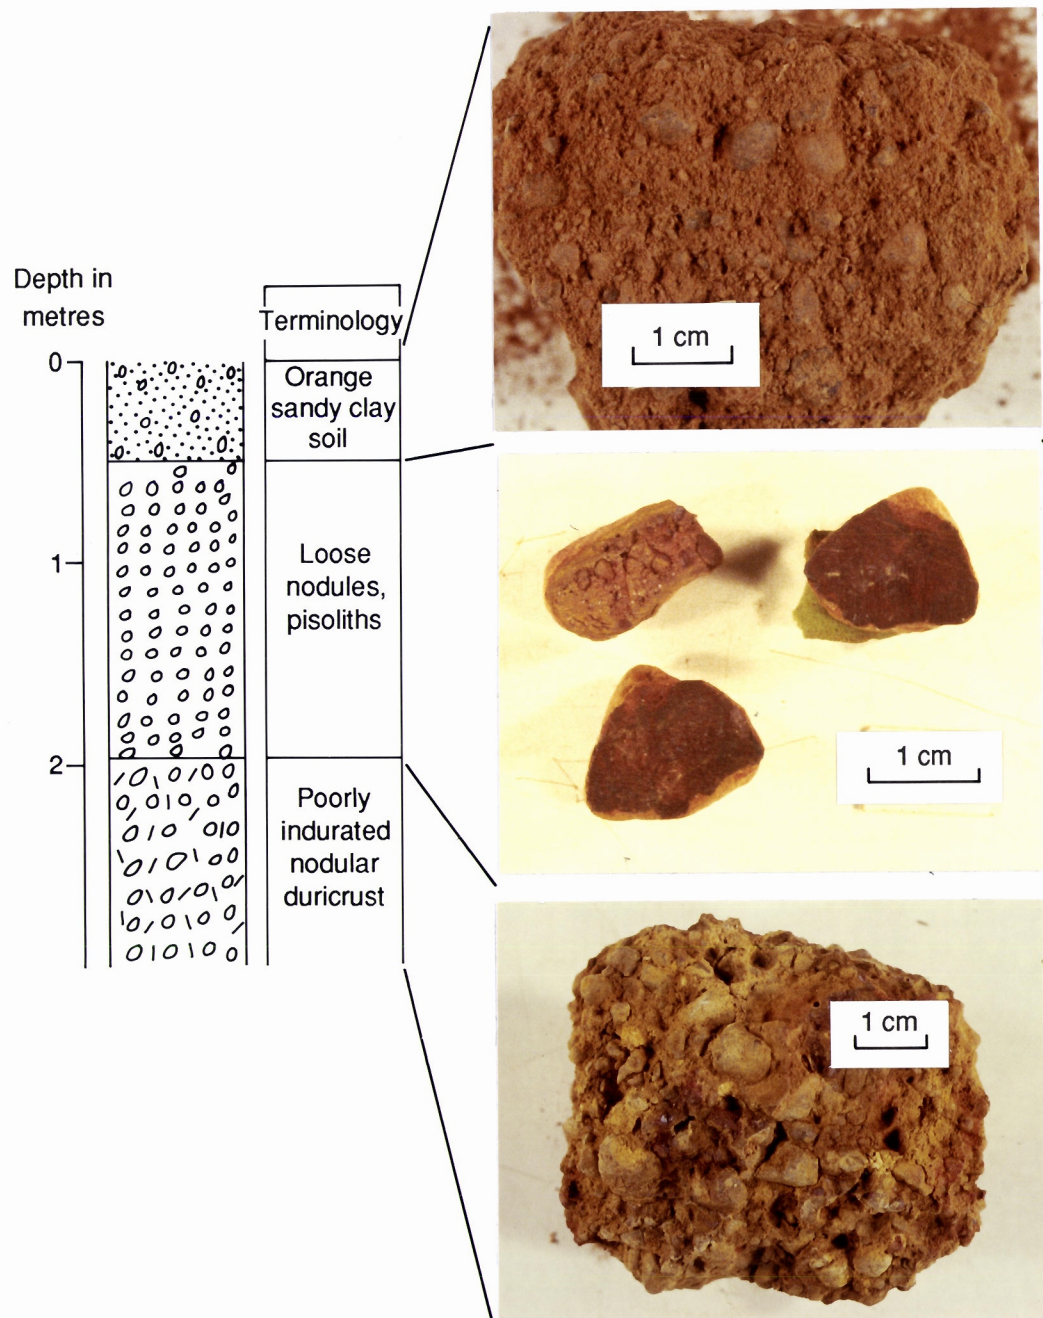 Depth in
metres
Terminology
0
Orange
sandy clay
soil
1
Loose
nodules,
pisoliths
2
Poorly
indurated
nodular
duricrust
1 cm
1 cm
1 cm